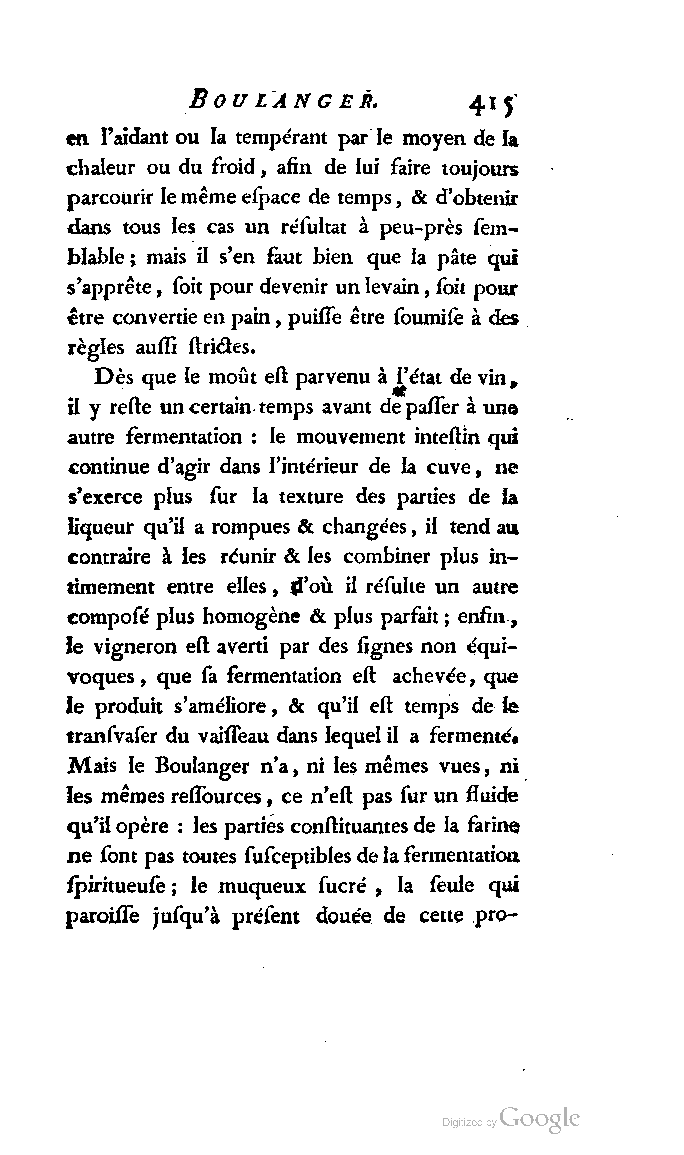 BOULANGER. 415
en l'aidant ou la tempérant par le moyen de la
chaleur ou du froid, afin de lui faire toujours
parcourir le même eſpace de temps, & d'obtenir
dans tous les cas un réſultat à peu-près ſem-
blable; mais il s'en faut bien que la pâte qui
s'apprête, ſoit pour devenir un levain, ſoit pour
être convertie en pain, puiſſe être ſoumiſe à des
règles auſſi ſtrictes.
Dès que le moût eſt parvenu à l'état de vin,
il y reſte un certain temps avant de paſſer à une
autre fermentation : le mouvement inteſtin qui
continue d'agir dans l'intérieur de la cuve, ne
s'exerce plus ſur la texture des parties de la
liqueur qu'il a rompues & changées, il tend au
contraire à les réunir & les combiner plus in-
timement entre elles, d'où il réſulte un autre
compoſé plus homogène & plus parfait; enfin,
le vigneron eſt averti par des ſignes non équi-
voques, que ſa fermentation eſt achevée, que
le produit s'améliore, & qu'il eſt temps de le
tranſvaſer du vaiſſeau dans lequel il a fermenté.
Mais le Boulanger n'a, ni les mêmes vues, ni
les mêmes reſſources, ce n'eſt pas ſur un fluide
qu'il opère : les parties conſtituantes de la farine
ne ſont pas toutes ſuſceptibles de la fermentation
ſpiritueuſe; le muqueux ſucré, la ſeule qui
paroiſſe juſqu'à préſent douée de cette pro-
Digitized by Google